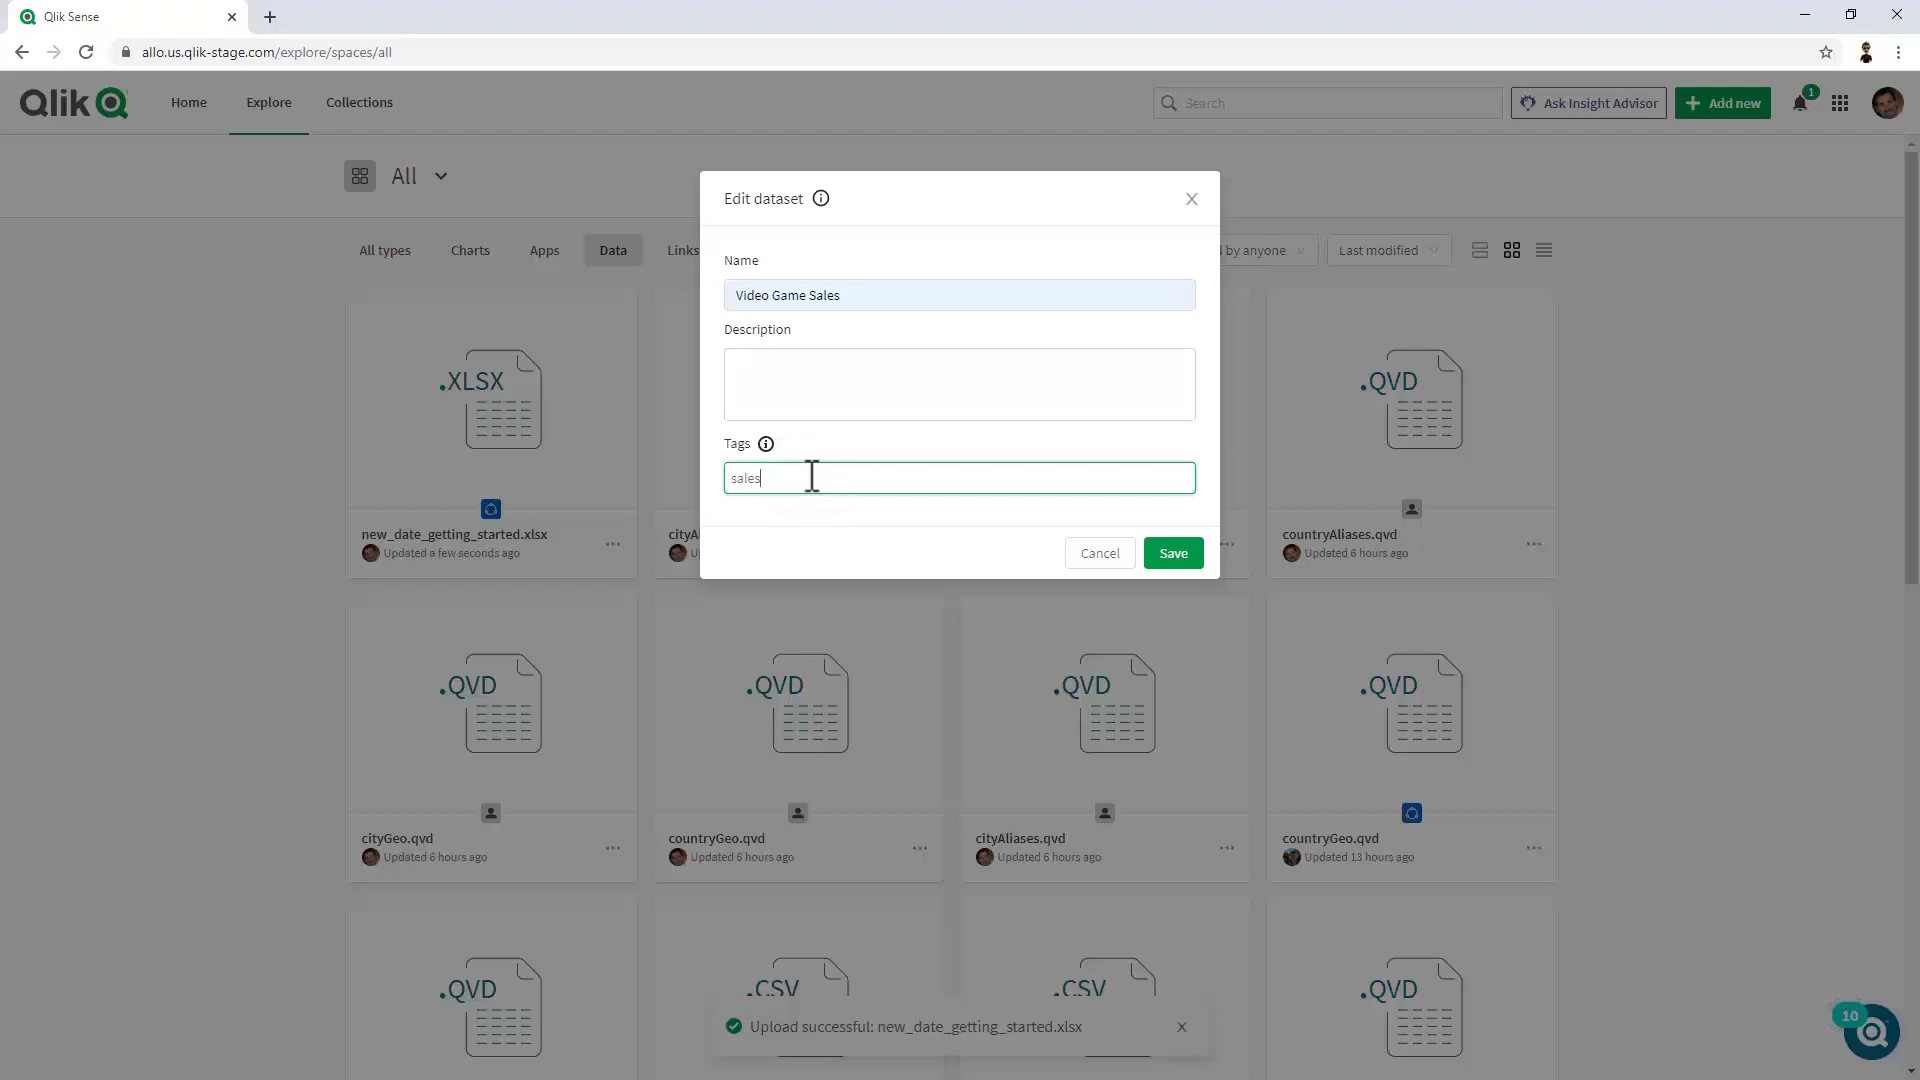 Qlik Sense
allo.us.qlik-stage.com/explore/spaces/all
Qlik
Home
Explore
Collections
Search
Ask Insight Advisor
Add new
1
All
All types
Charts
Apps
Data
Links
by anyone
Last modified
Edit dataset
Name
Video Game Sales
Description
Tags
sales
Cancel
Save
.XLSX
new_date_getting_started.xlsx
Updated a few seconds ago
.QVD
countryAliases.qvd
Updated 6 hours ago
.QVD
cityGeo.qvd
Updated 6 hours ago
.QVD
countryGeo.qvd
Updated 6 hours ago
.QVD
cityAliases.qvd
Updated 6 hours ago
.QVD
countryGeo.qvd
Updated 13 hours ago
.QVD
.CSV
.CSV
.QVD
Upload successful: new_date_getting_started.xlsx
10